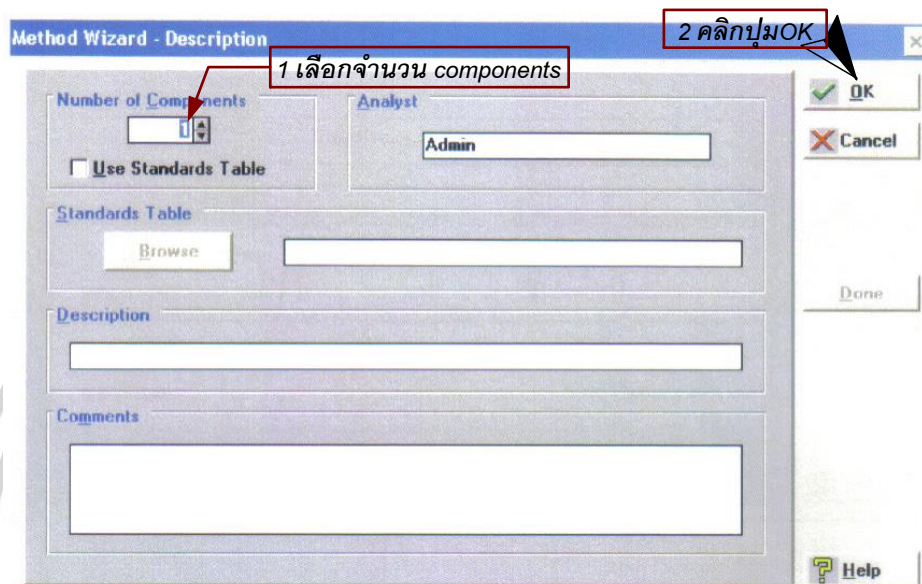 2 คลิกปุ่มOK
Method Wizard - Description
1 เลือกจำนวน components
Number of Components
Analyst
OK
1
Admin
Cancel
Use Standards Table
Standards Table
Browse
Done
Description
Comments
Help